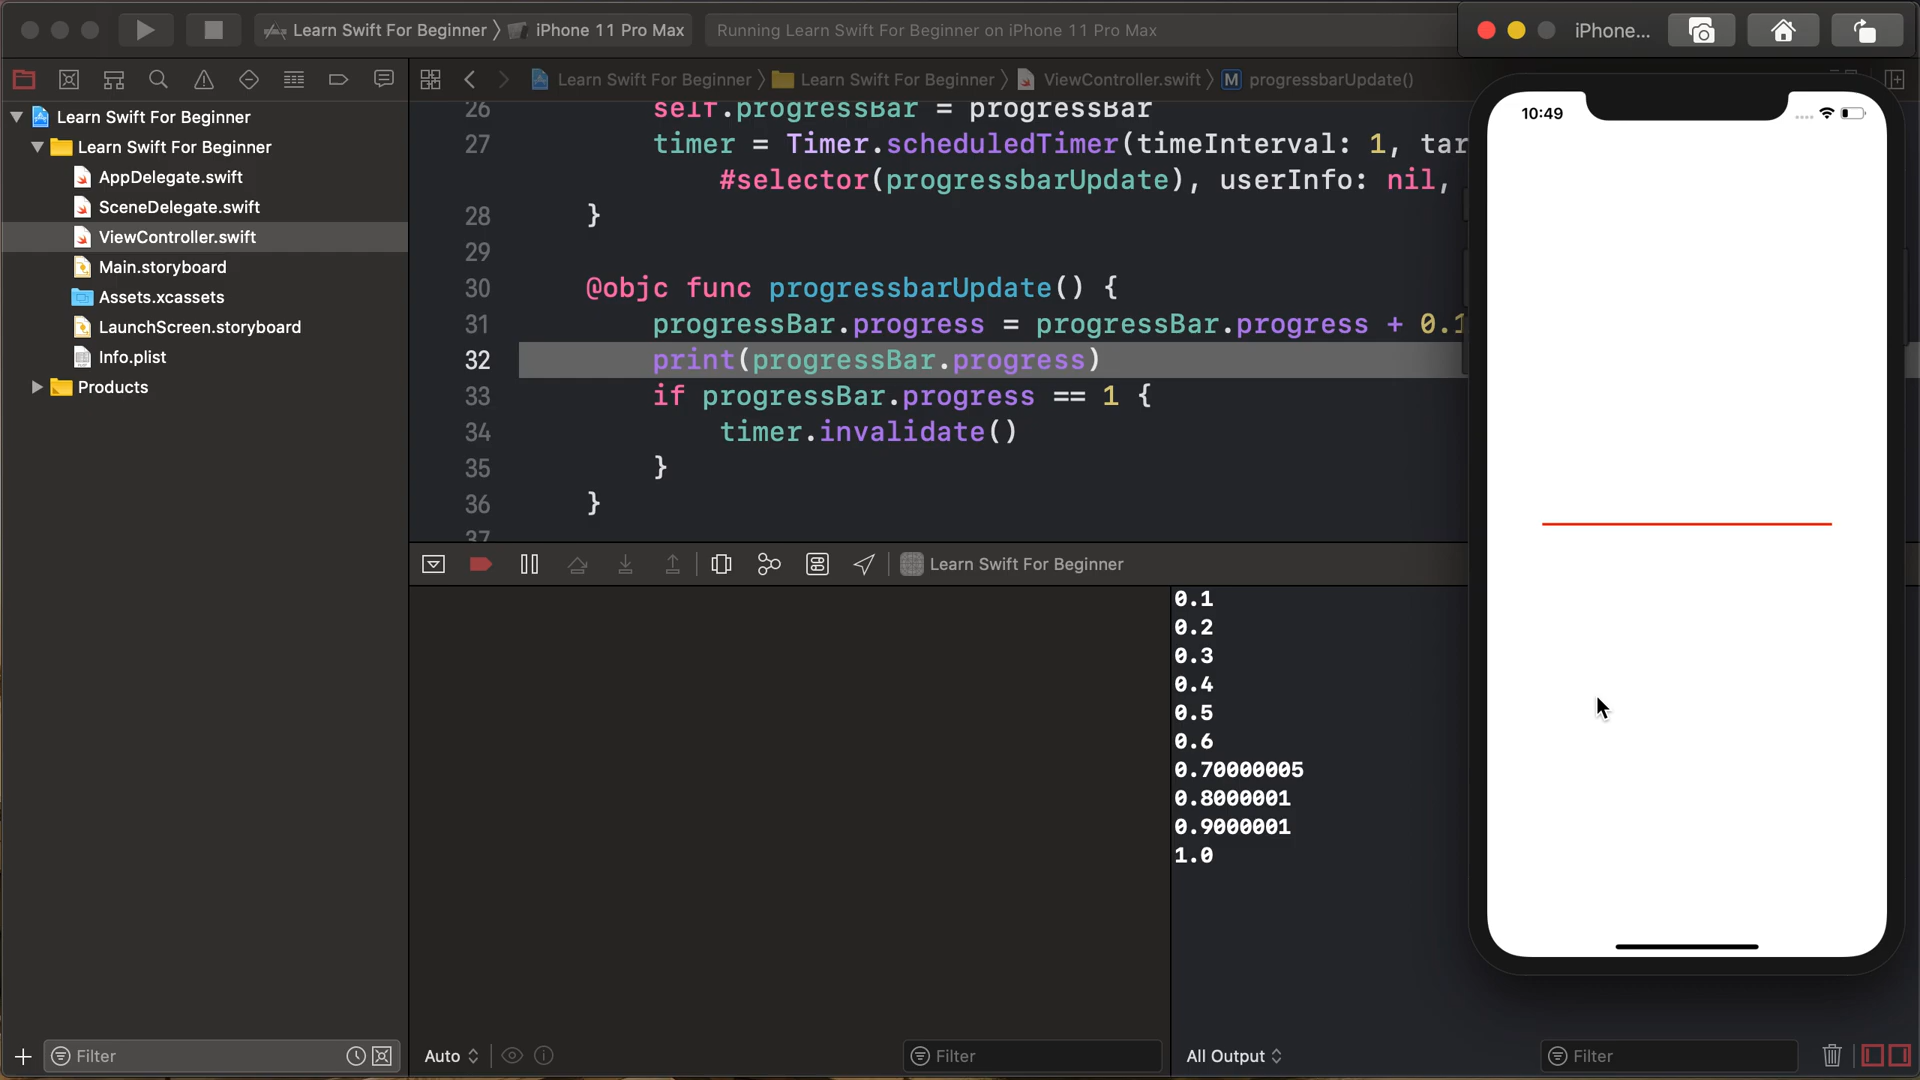 Learn Swift For Beginner 〉 iPhone 11 Pro Max
Running Learn Swift For Beginner on iPhone 11 Pro Max
iPhone...
Learn Swift For Beginner 〉 Learn Swift For Beginner 〉 ViewController.swift 〉 M progressbarUpdate()
Learn Swift For Beginner
Learn Swift For Beginner
AppDelegate.swift
SceneDelegate.swift
ViewController.swift
Main.storyboard
Assets.xcassets
LaunchScreen.storyboard
Info.plist
Products
26 self.progressBar = progressBar
27 timer = Timer.scheduledTimer(timeInterval: 1, tar
#selector(progressbarUpdate), userInfo: nil,
28 }
29
30 @objc func progressbarUpdate() {
31 progressBar.progress = progressBar.progress + 0.1
32 print(progressBar.progress)
33 if progressBar.progress == 1 {
34 timer.invalidate()
35 }
36 }
37
10:49
Learn Swift For Beginner
0.1
0.2
0.3
0.4
0.5
0.6
0.70000005
0.8000001
0.9000001
1.0
Filter
Auto
Filter
All Output
Filter